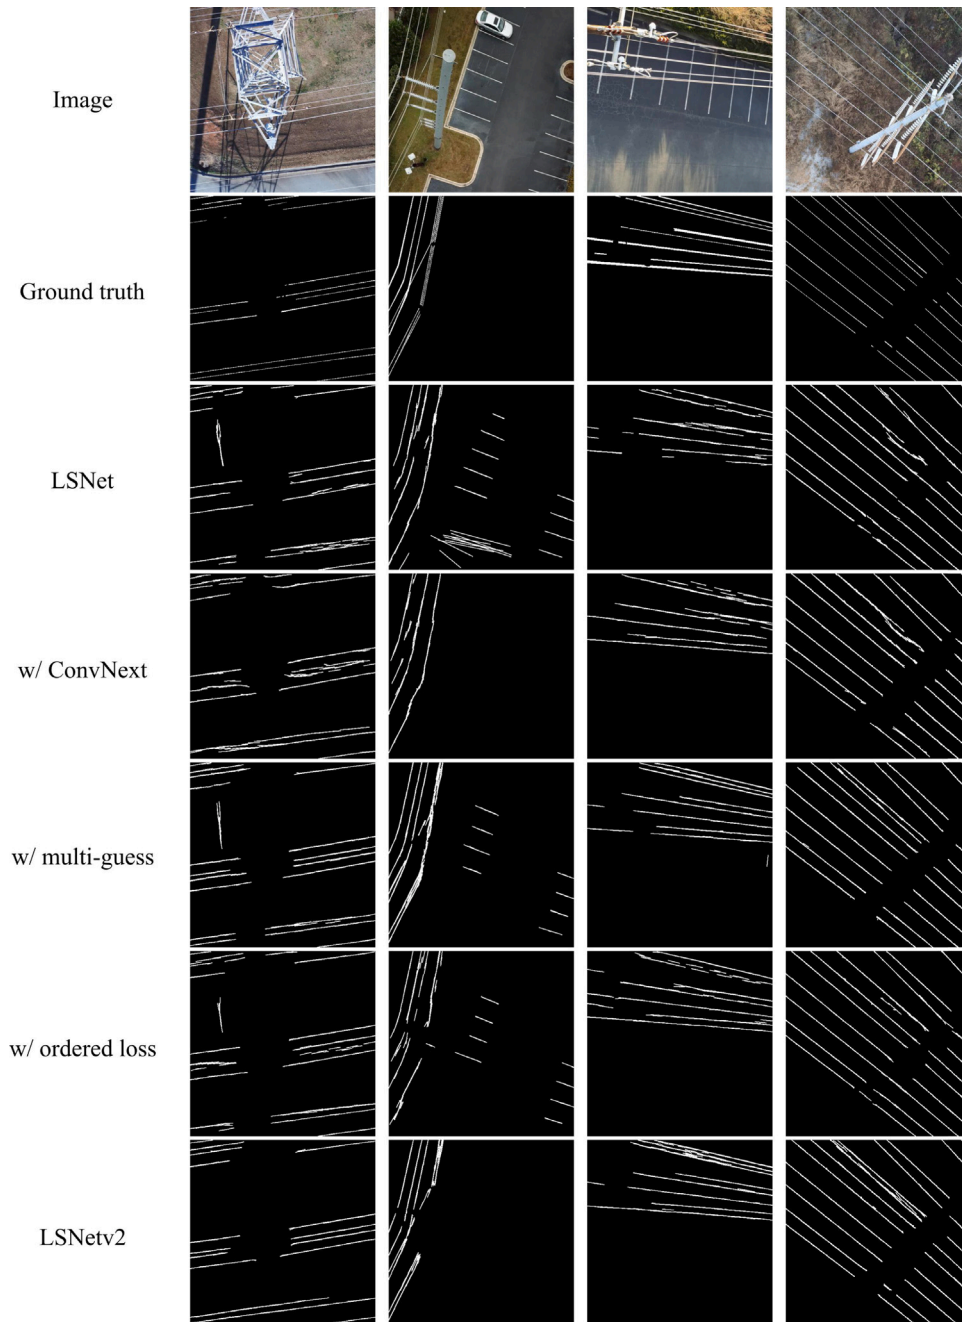 Image
Ground truth
LSNet
w/ ConvNext
w/ multi-guess
w/ ordered loss
LSNetv2